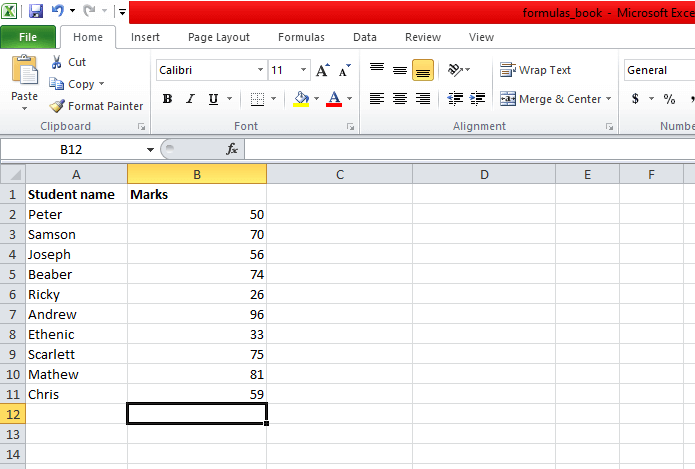 formulas_book - Microsoft Exce
File Home Insert Page Layout Formulas Data Review View
Paste Cut Copy Format Painter
Calibri 11 A A
B I U A
Wrap Text
Merge & Center
General
$ % ,
Clipboard Font Alignment Numbe
B12 fx
A B C D E F
1 Student name Marks
2 Peter 50
3 Samson 70
4 Joseph 56
5 Beaber 74
6 Ricky 26
7 Andrew 96
8 Ethenic 33
9 Scarlett 75
10 Mathew 81
11 Chris 59
12
13
14